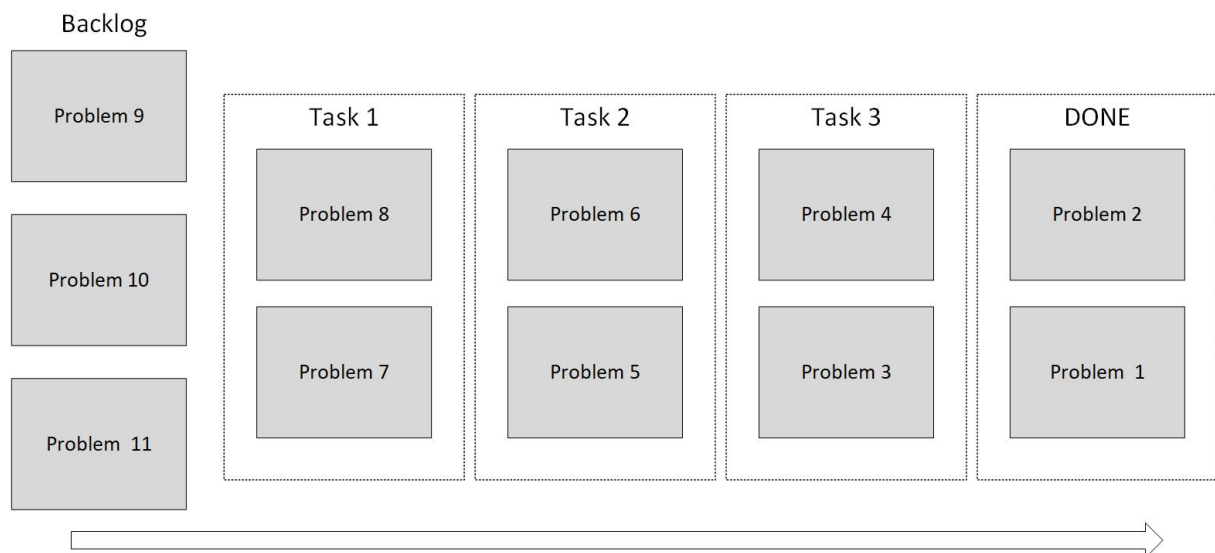 Backlog
Problem 9
Problem 10
Problem 11
Task 1
Problem 8
Problem 7
Task 2
Problem 6
Problem 5
Task 3
Problem 4
Problem 3
DONE
Problem 2
Problem 1